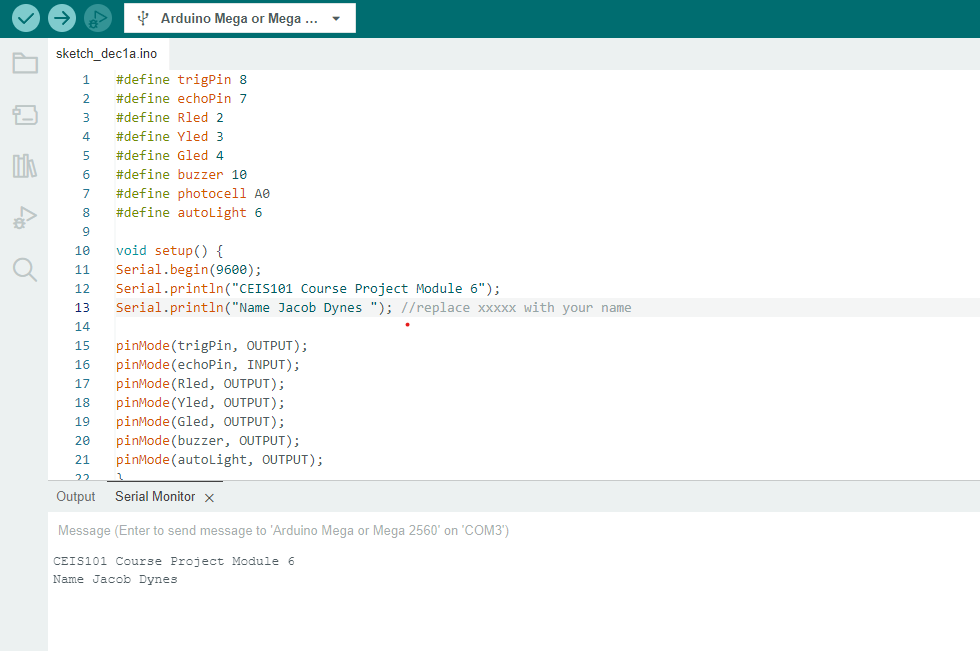 Arduino Mega or Mega ...
sketch_dec1a.ino
1 #define trigPin 8
2 #define echoPin 7
3 #define Rled 2
4 #define Yled 3
5 #define Gled 4
6 #define buzzer 10
7 #define photocell A0
8 #define autoLight 6
9
10 void setup() {
11 Serial.begin(9600);
12 Serial.println("CEIS101 Course Project Module 6");
13 Serial.println("Name Jacob Dynes "); //replace xxxxx with your name
14
15 pinMode(trigPin, OUTPUT);
16 pinMode(echoPin, INPUT);
17 pinMode(Rled, OUTPUT);
18 pinMode(Yled, OUTPUT);
19 pinMode(Gled, OUTPUT);
20 pinMode(buzzer, OUTPUT);
21 pinMode(autoLight, OUTPUT);
22 }
Output Serial Monitor
Message (Enter to send message to 'Arduino Mega or Mega 2560' on 'COM3')
CEIS101 Course Project Module 6
Name Jacob Dynes